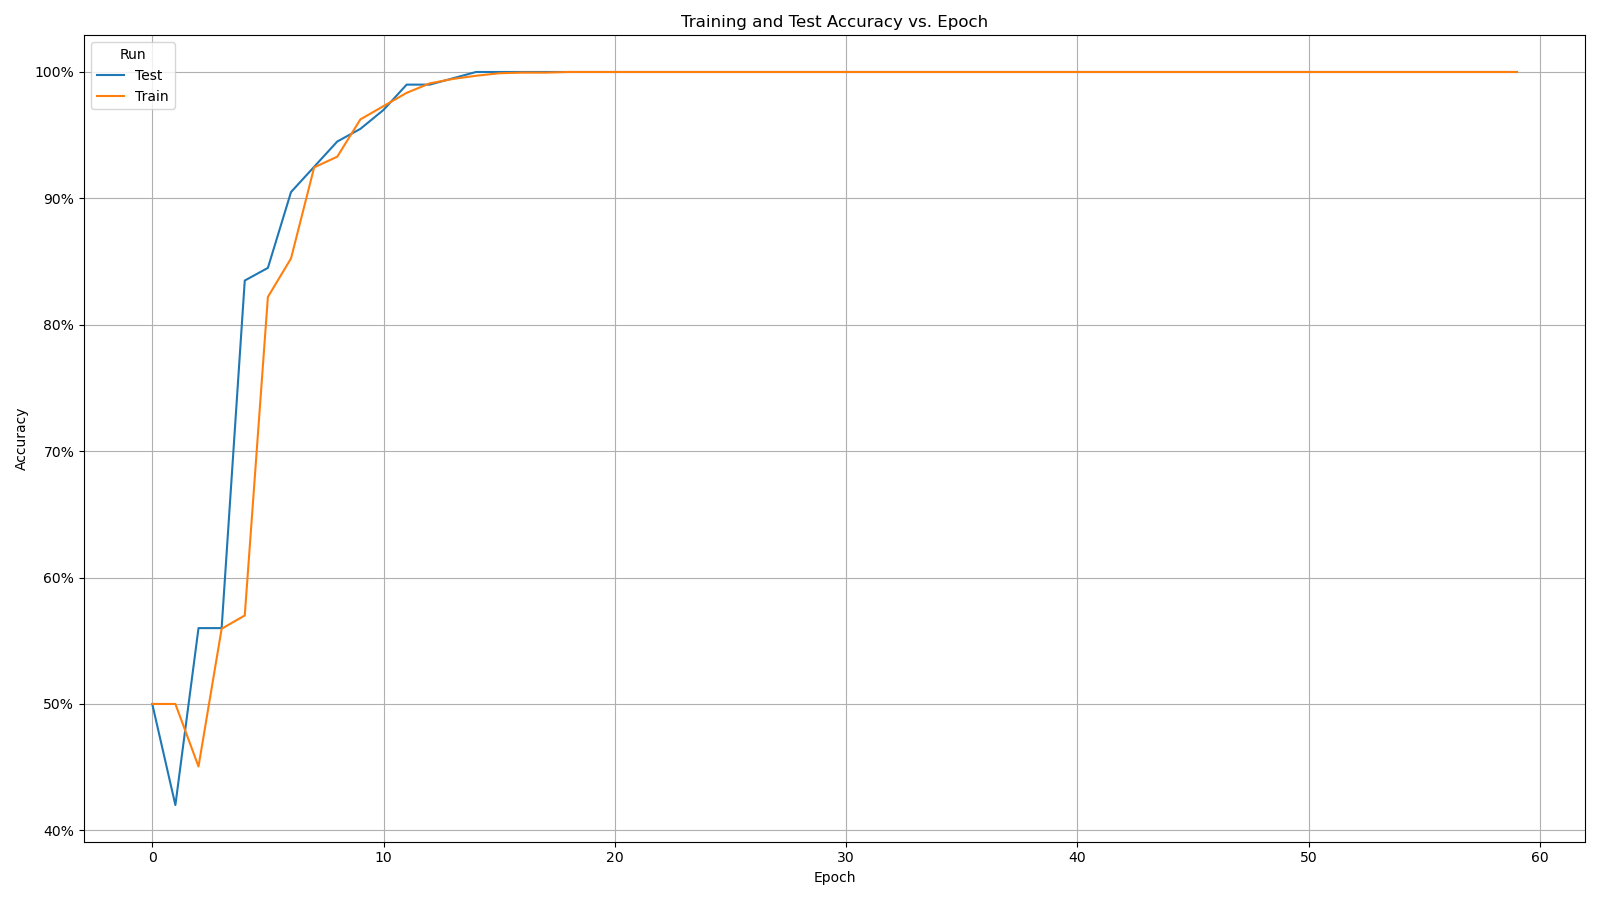 Training and Test Accuracy vs. Epoch
Run
Test
Train
100%
90%
80%
70%
60%
50%
40%
Accuracy
0 10 20 30 40 50 60
Epoch